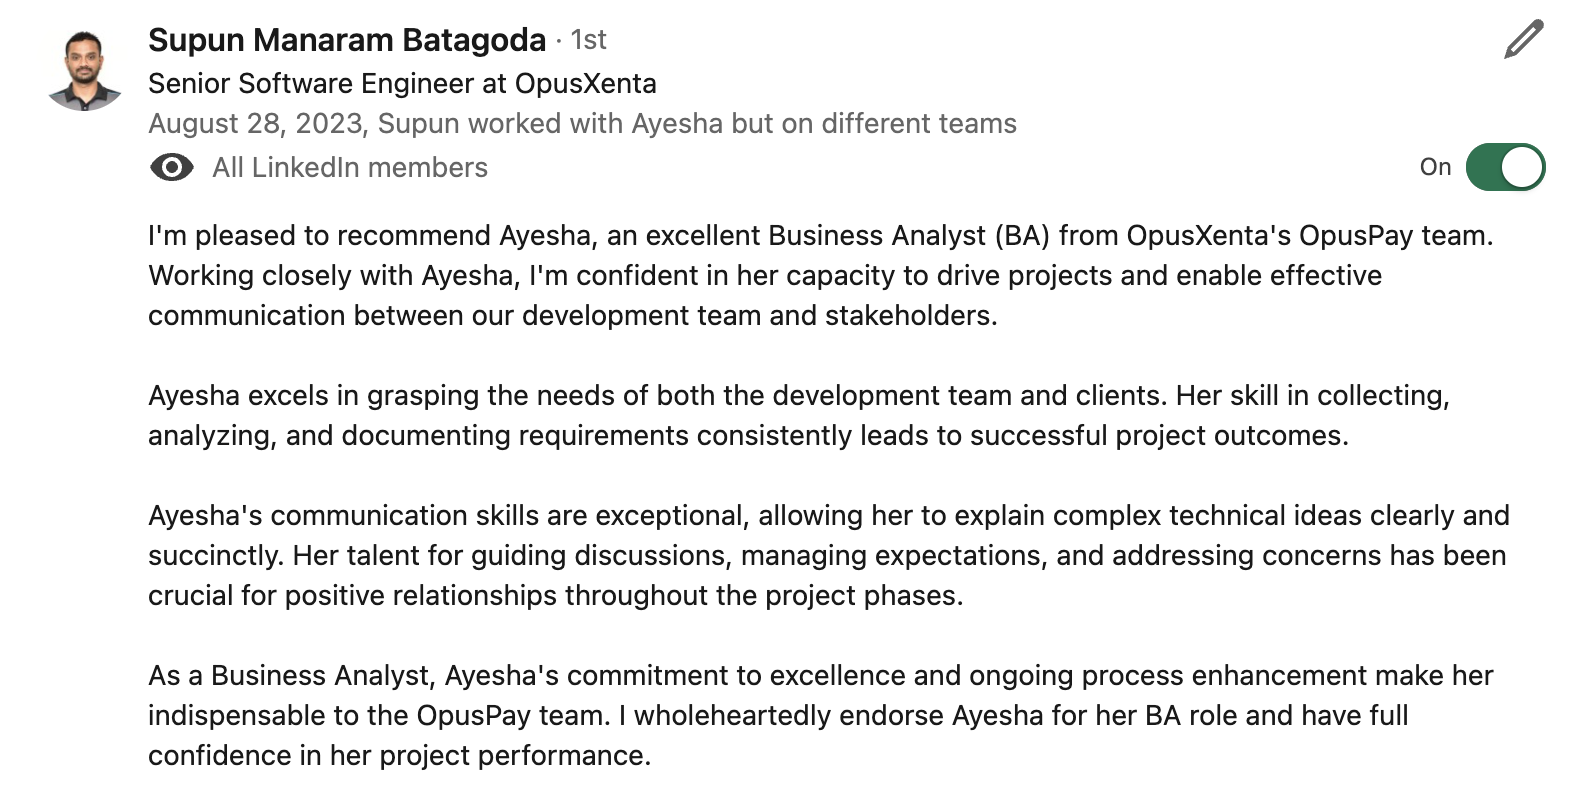 Supun Manaram Batagoda · 1st
Senior Software Engineer at OpusXenta
August 28, 2023, Supun worked with Ayesha but on different teams
All LinkedIn members
On
I'm pleased to recommend Ayesha, an excellent Business Analyst (BA) from OpusXenta's OpusPay team.
Working closely with Ayesha, I'm confident in her capacity to drive projects and enable effective
communication between our development team and stakeholders.
Ayesha excels in grasping the needs of both the development team and clients. Her skill in collecting,
analyzing, and documenting requirements consistently leads to successful project outcomes.
Ayesha's communication skills are exceptional, allowing her to explain complex technical ideas clearly and
succinctly. Her talent for guiding discussions, managing expectations, and addressing concerns has been
crucial for positive relationships throughout the project phases.
As a Business Analyst, Ayesha's commitment to excellence and ongoing process enhancement make her
indispensable to the OpusPay team. I wholeheartedly endorse Ayesha for her BA role and have full
confidence in her project performance.